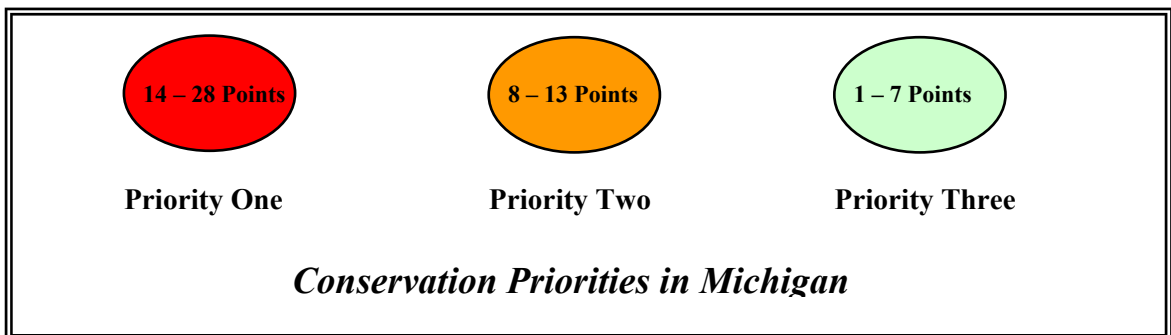 14 – 28 Points 8 – 13 Points 1 – 7 Points
Priority One Priority Two Priority Three
Conservation Priorities in Michigan